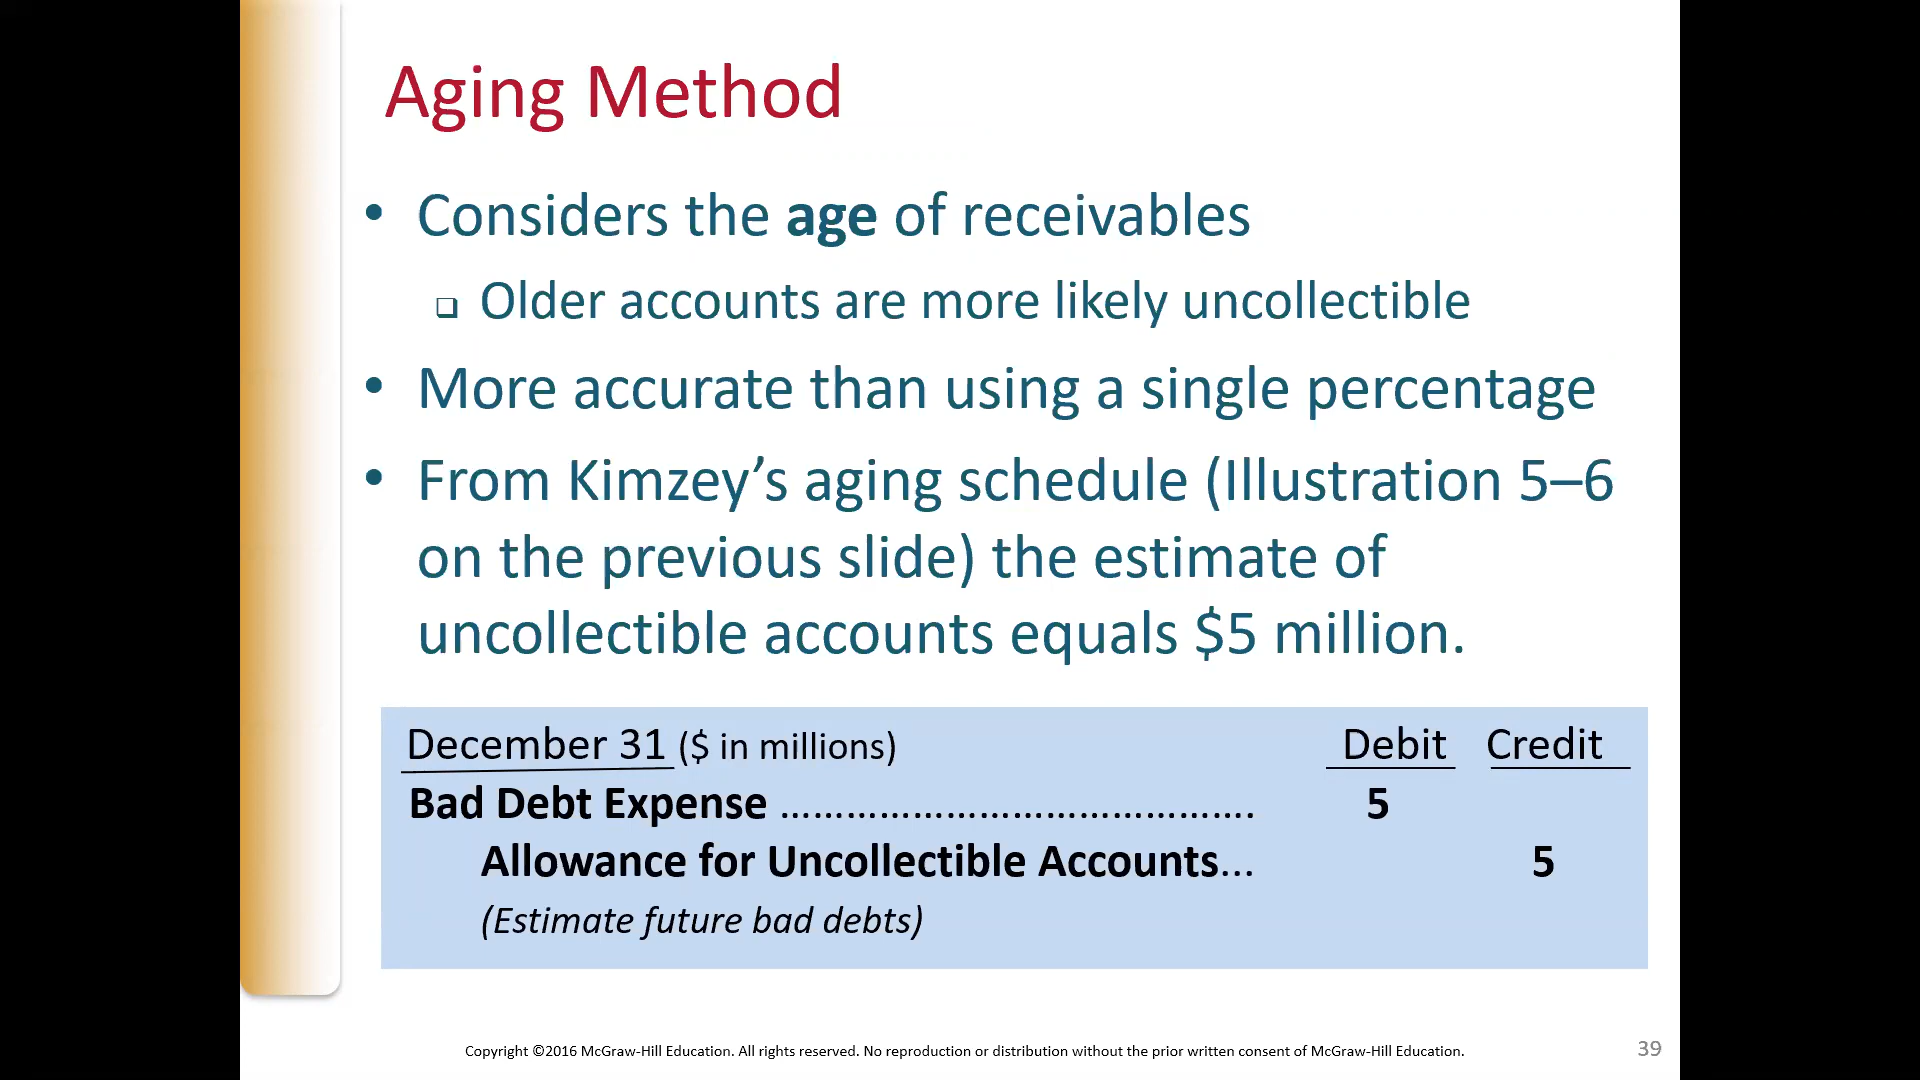 Aging Method
• Considers the age of receivables
❑ Older accounts are more likely uncollectible
• More accurate than using a single percentage
• From Kimzey’s aging schedule (Illustration 5–6
on the previous slide) the estimate of
uncollectible accounts equals $5 million.
December 31 ($ in millions) Debit Credit
Bad Debt Expense ……………………………………. 5
Allowance for Uncollectible Accounts… 5
(Estimate future bad debts)
Copyright ©2016 McGraw-Hill Education. All rights reserved. No reproduction or distribution without the prior written consent of McGraw-Hill Education. 39